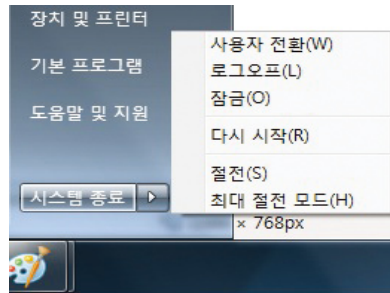 장치 및 프린터
기본 프로그램
도움말 및 지원
시스템 종료
사용자 전환(W)
로그오프(L)
잠금(O)
다시 시작(R)
절전(S)
최대 절전 모드(H)
× 768px